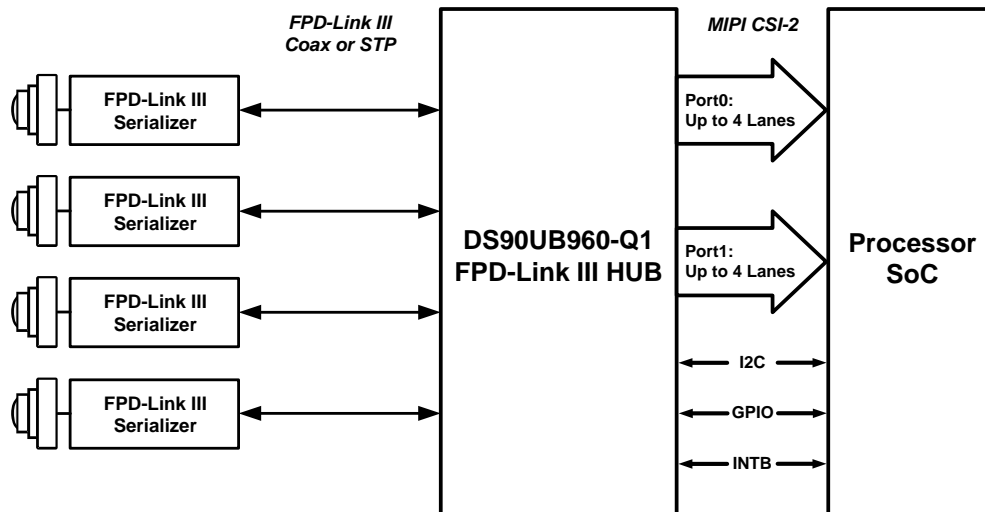 FPD-Link III
Coax or STP
MIPI CSI-2
FPD-Link III
Serializer
FPD-Link III
Serializer
FPD-Link III
Serializer
FPD-Link III
Serializer
DS90UB960-Q1
FPD-Link III HUB
Port0:
Up to 4 Lanes
Port1:
Up to 4 Lanes
I2C
GPIO
INTB
Processor
SoC